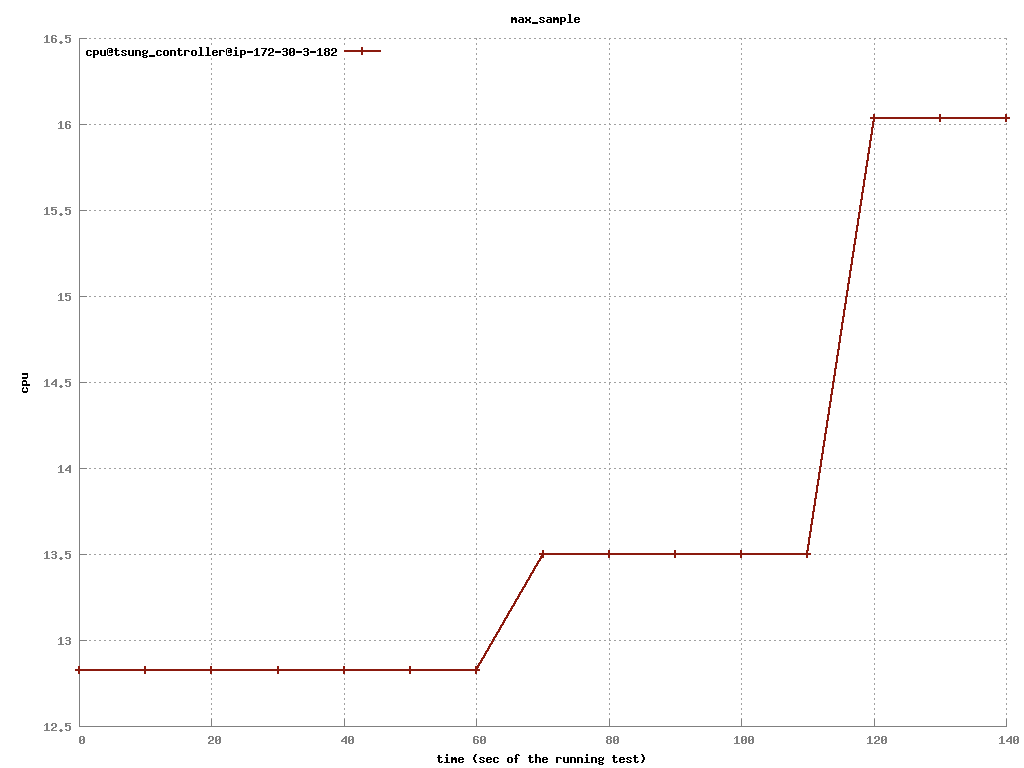 max_sample
cpu@tsung_controller@ip-172-30-3-182
16.5
16
15.5
15
14.5
14
13.5
13
12.5
cpu
0 20 40 60 80 100 120 140
time (sec of the running test)